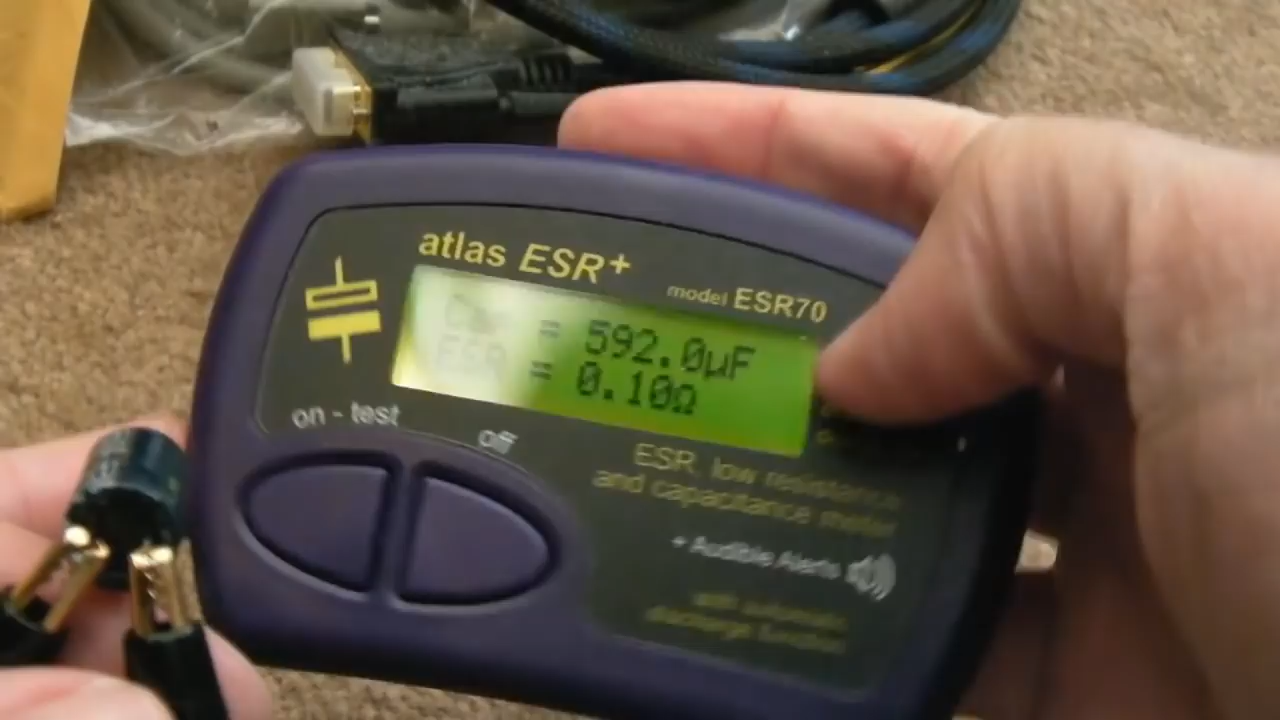 atlas ESR+
model ESR70
= 592.0µF
ESR = 0.10Ω
on - test
off
ESR, low resistance
and capacitance meter
+ Audible Alerts
with automatic
discharge function